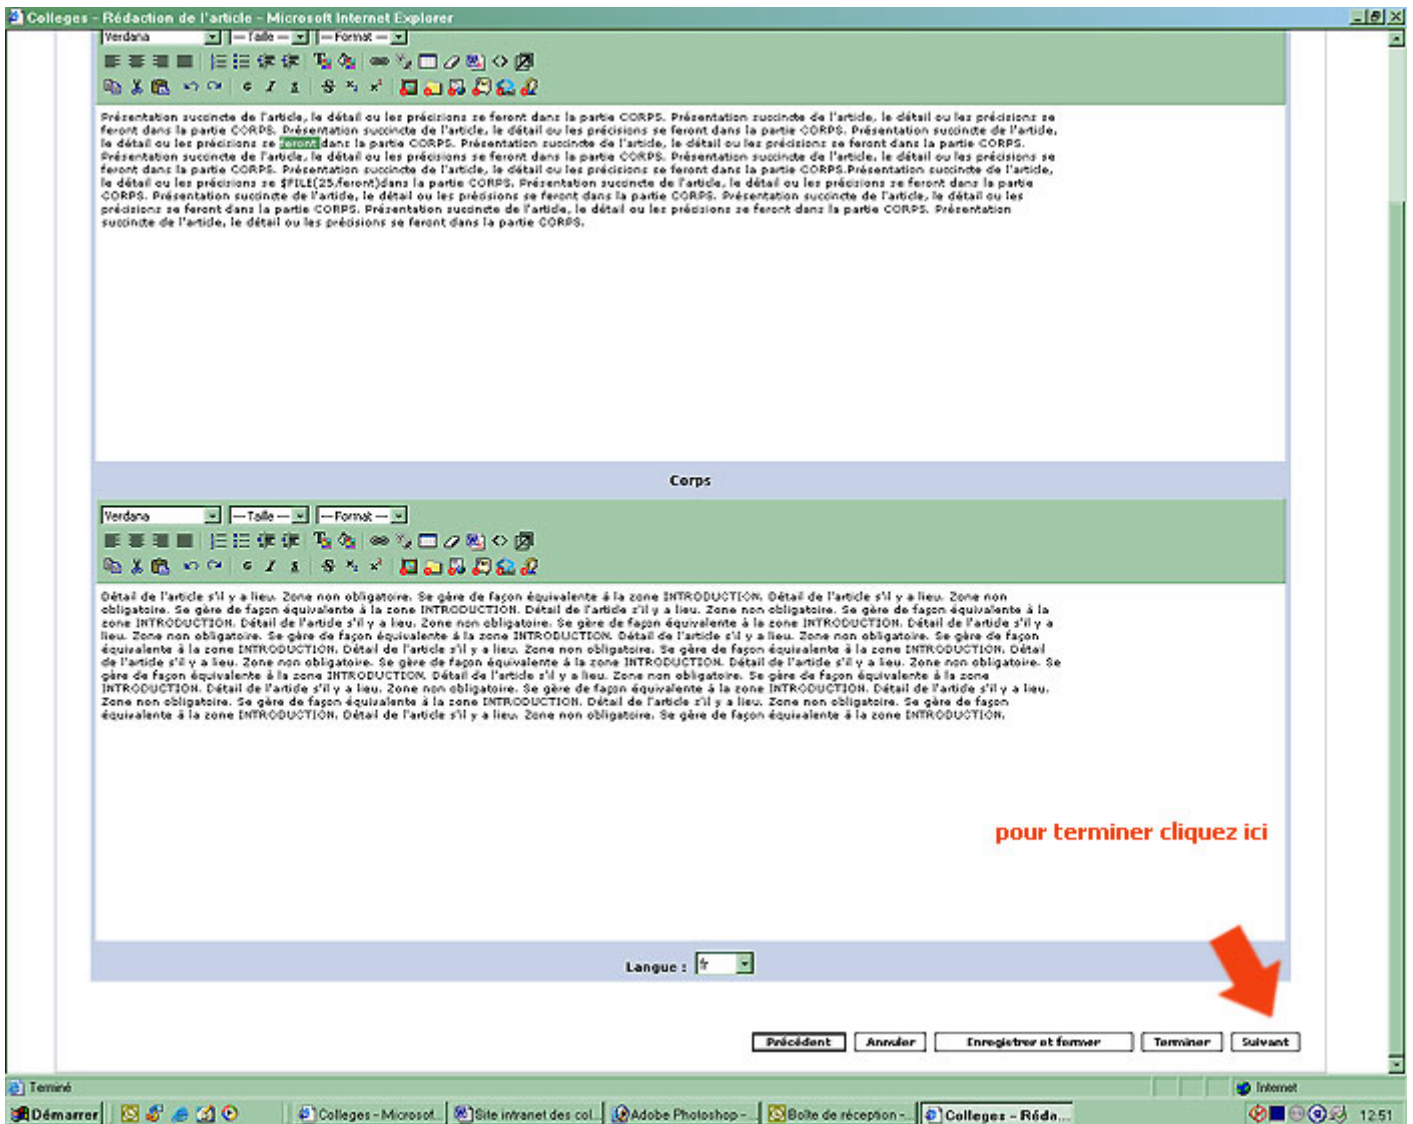 Colleges - Rédaction de l'article - Microsoft Internet Explorer
Verdana — Taille — — Format —
Présentation succincte de l'article, le détail ou les précisions se feront dans la partie CORPS. Présentation succincte de l'article, le détail ou les précisions se
feront dans la partie CORPS. Présentation succincte de l'article, le détail ou les précisions se feront dans la partie CORPS. Présentation succincte de l'article,
le détail ou les précisions se feront dans la partie CORPS. Présentation succincte de l'article, le détail ou les précisions se feront dans la partie CORPS.
Présentation succincte de l'article, le détail ou les précisions se feront dans la partie CORPS. Présentation succincte de l'article, le détail ou les précisions se
feront dans la partie CORPS. Présentation succincte de l'article, le détail ou les précisions se feront dans la partie CORPS.Présentation succincte de l'article,
le détail ou les précisions se $FILE(25,feront)dans la partie CORPS. Présentation succincte de l'article, le détail ou les précisions se feront dans la partie
CORPS. Présentation succincte de l'article, le détail ou les précisions se feront dans la partie CORPS. Présentation succincte de l'article, le détail ou les
précisions se feront dans la partie CORPS. Présentation succincte de l'article, le détail ou les précisions se feront dans la partie CORPS. Présentation
succincte de l'article, le détail ou les précisions se feront dans la partie CORPS.
Corps
Verdana — Taille — — Format —
Détail de l'article s'il y a lieu. Zone non obligatoire. Se gère de façon équivalente à la zone INTRODUCTION. Détail de l'article s'il y a lieu. Zone non
obligatoire. Se gère de façon équivalente à la zone INTRODUCTION. Détail de l'article s'il y a lieu. Zone non obligatoire. Se gère de façon équivalente à la
zone INTRODUCTION. Détail de l'article s'il y a lieu. Zone non obligatoire. Se gère de façon équivalente à la zone INTRODUCTION. Détail de l'article s'il y a
lieu. Zone non obligatoire. Se gère de façon équivalente à la zone INTRODUCTION. Détail de l'article s'il y a lieu. Zone non obligatoire. Se gère de façon
équivalente à la zone INTRODUCTION. Détail de l'article s'il y a lieu. Zone non obligatoire. Se gère de façon équivalente à la zone INTRODUCTION. Détail
de l'article s'il y a lieu. Zone non obligatoire. Se gère de façon équivalente à la zone INTRODUCTION. Détail de l'article s'il y a lieu. Zone non obligatoire. Se
gère de façon équivalente à la zone INTRODUCTION. Détail de l'article s'il y a lieu. Zone non obligatoire. Se gère de façon équivalente à la zone
INTRODUCTION. Détail de l'article s'il y a lieu. Zone non obligatoire. Se gère de façon équivalente à la zone INTRODUCTION. Détail de l'article s'il y a lieu.
Zone non obligatoire. Se gère de façon équivalente à la zone INTRODUCTION. Détail de l'article s'il y a lieu. Zone non obligatoire. Se gère de façon
équivalente à la zone INTRODUCTION. Détail de l'article s'il y a lieu. Zone non obligatoire. Se gère de façon équivalente à la zone INTRODUCTION.
pour terminer cliquez ici
Langue : fr
Précédent Annuler Enregistrer et fermer Terminer Suivant
Terminé Internet
Démarrer Colleges - Microsof... Site intranet des col... Adobe Photoshop - ... Boîte de réception - ... Colleges - Réda... 12:51